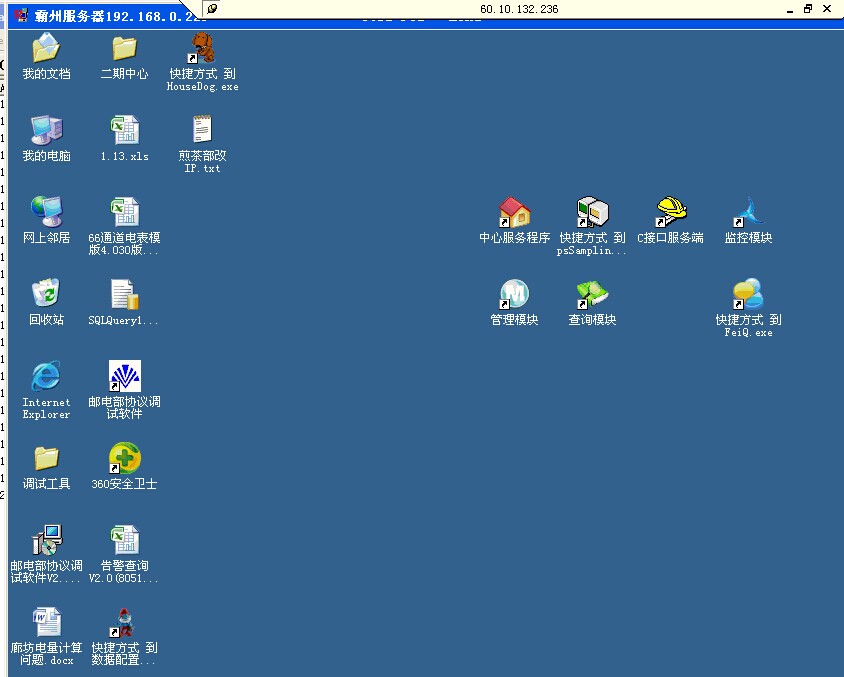 霸州服务器192.168.0.22
60.10.132.236
我的文档
二期中心
快捷方式 到
HouseDog.exe
我的电脑
1.13.xls
煎茶部改
IP.txt
网上邻居
66通道电表模
版4.030版...
中心服务程序
快捷方式 到
psSamplin...
C接口服务端
监控模块
回收站
SQLQuery1...
管理模块
查询模块
快捷方式 到
FeiQ.exe
Internet
Explorer
邮电部协议调
试软件
调试工具
360安全卫士
邮电部协议调
试软件V2....
告警查询
V2.0(8051...
廊坊电量计算
问题.docx
快捷方式 到
数据配置...